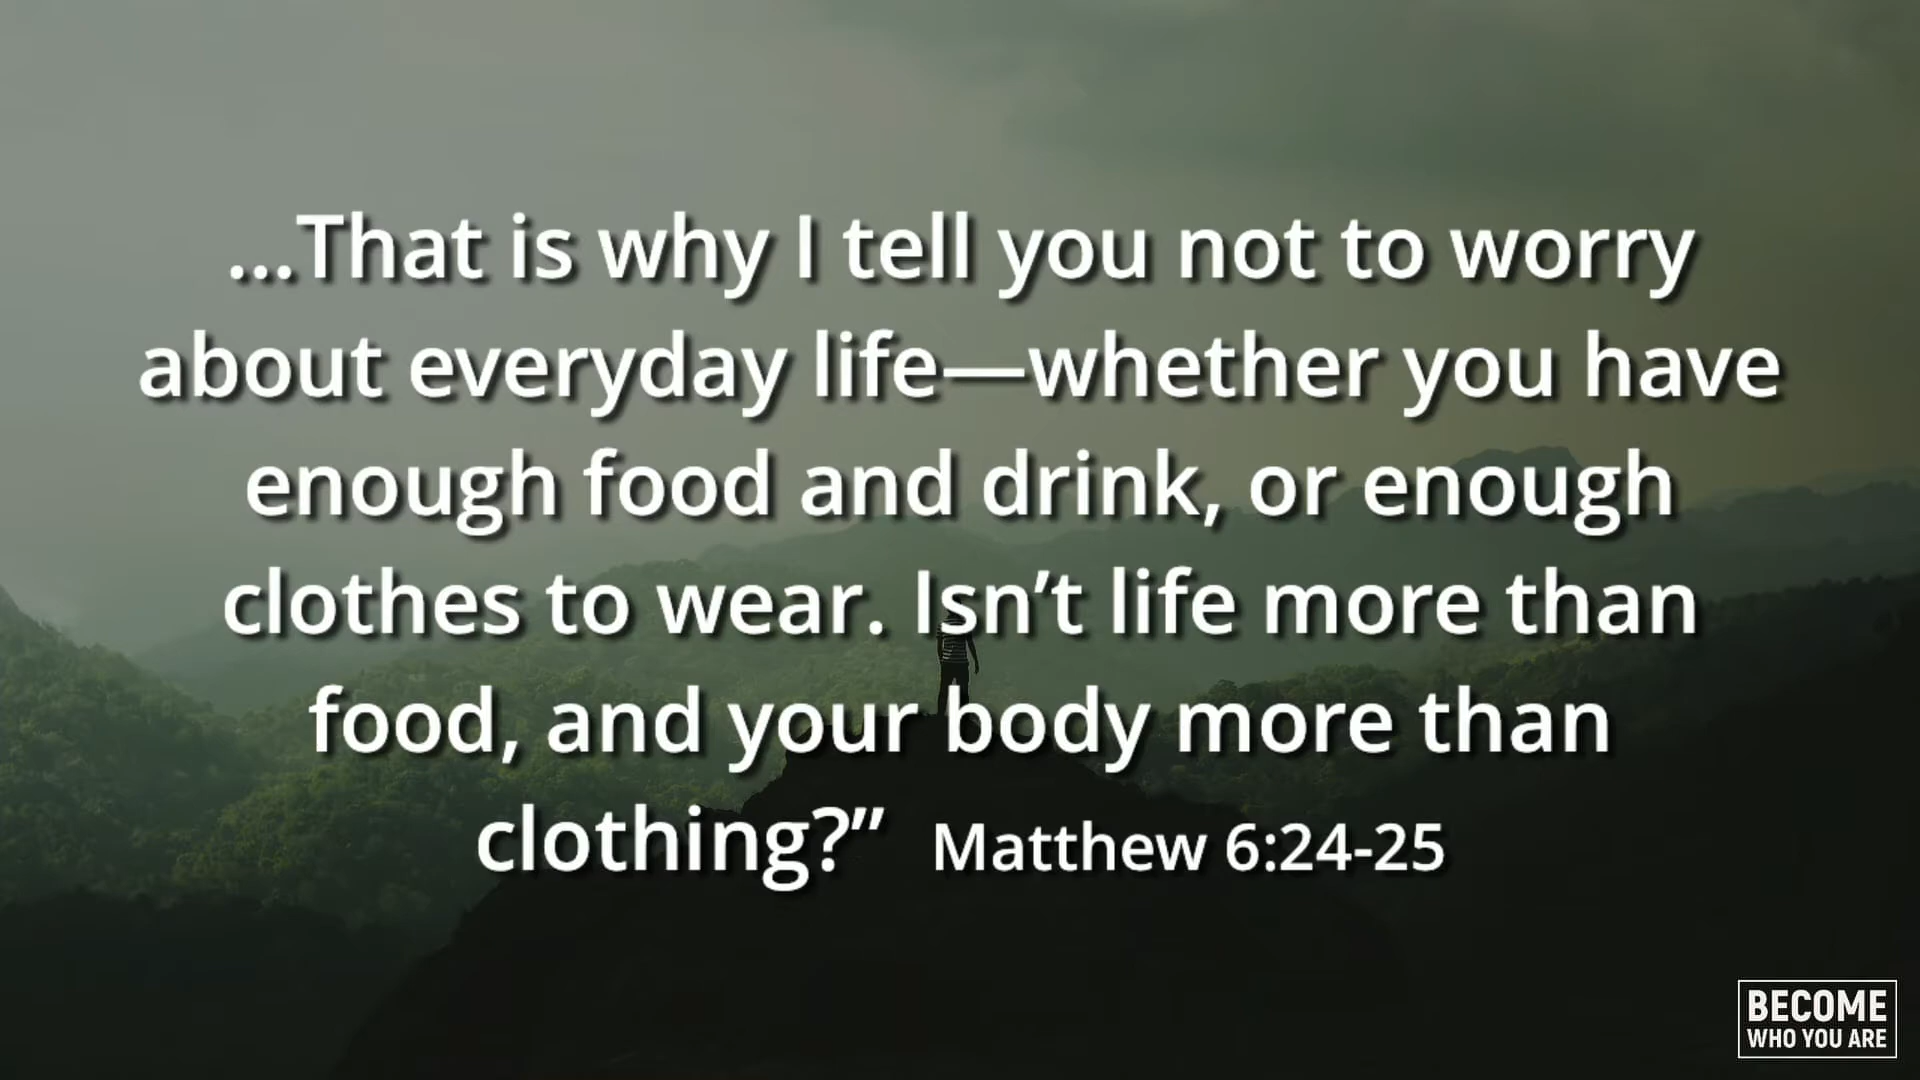 ...That is why I tell you not to worry
about everyday life—whether you have
enough food and drink, or enough
clothes to wear. Isn’t life more than
food, and your body more than
clothing?” Matthew 6:24-25
BECOME
WHO YOU ARE